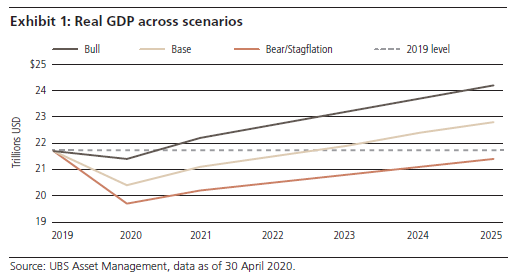 Exhibit 1: Real GDP across scenarios
Bull Base Bear/Stagflation 2019 level
$25
24
23
22
21
20
19
Trillions USD
2019 2020 2021 2022 2023 2024 2025
Source: UBS Asset Management, data as of 30 April 2020.